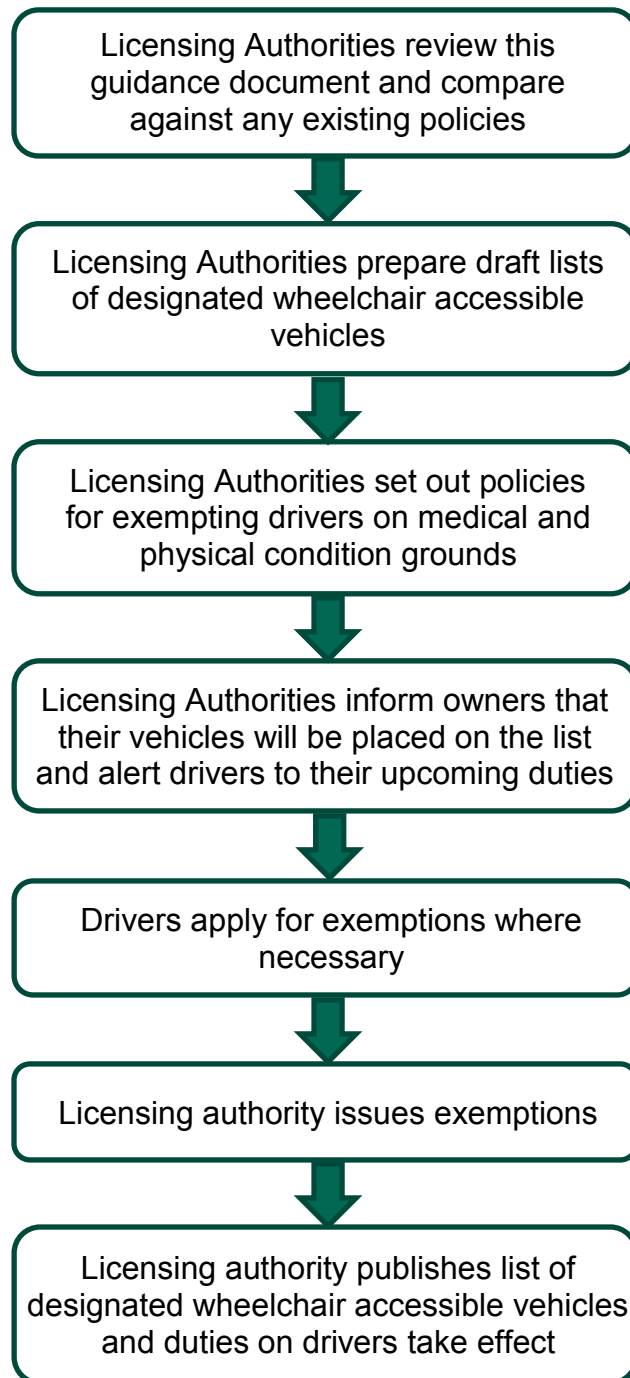 Licensing Authorities review this
guidance document and compare
against any existing policies
Licensing Authorities prepare draft lists
of designated wheelchair accessible
vehicles
Licensing Authorities set out policies
for exempting drivers on medical and
physical condition grounds
Licensing Authorities inform owners that
their vehicles will be placed on the list
and alert drivers to their upcoming duties
Drivers apply for exemptions where
necessary
Licensing authority issues exemptions
Licensing authority publishes list of
designated wheelchair accessible vehicles
and duties on drivers take effect